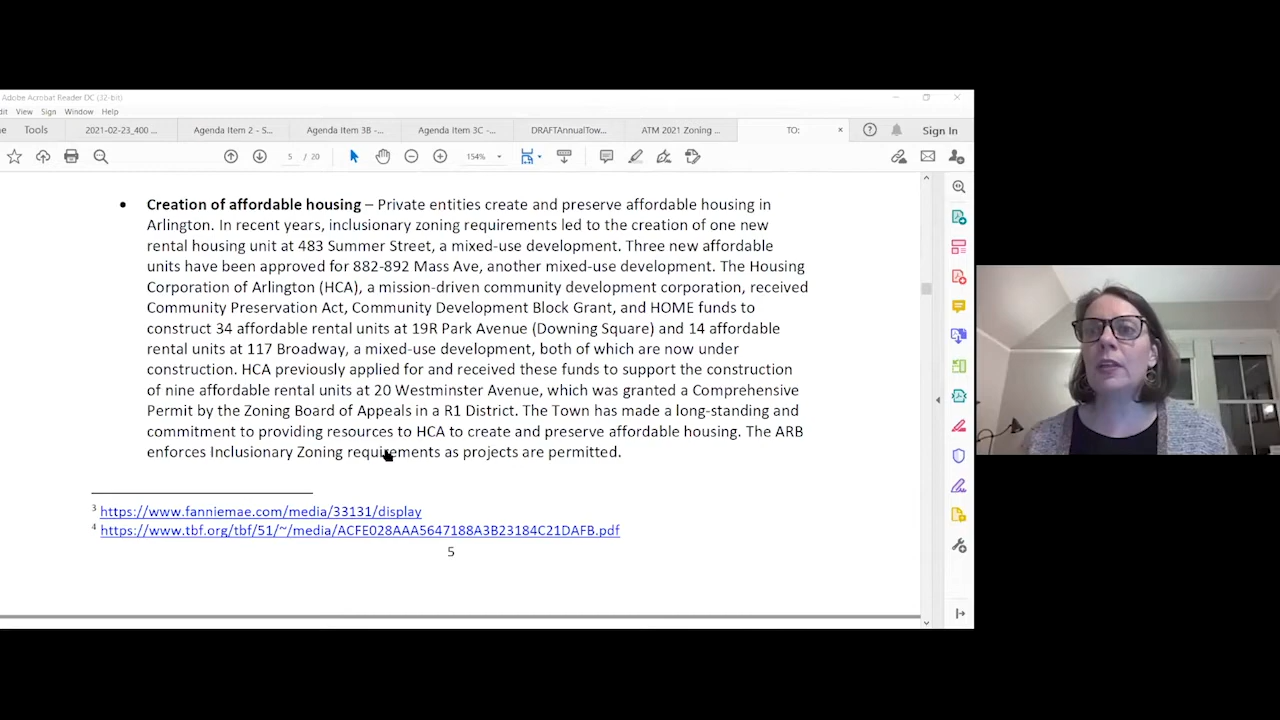 Adobe Acrobat Reader DC (32-bit)
dit View Sign Window Help
e Tools 2021-02-23_400 ... Agenda Item 2 - S... Agenda Item 3B -... Agenda Item 3C -... DRAFTAnnualTow... ATM 2021 Zoning ... TO: × Sign In
5 / 20 154%
• Creation of affordable housing – Private entities create and preserve affordable housing in
Arlington. In recent years, inclusionary zoning requirements led to the creation of one new
rental housing unit at 483 Summer Street, a mixed-use development. Three new affordable
units have been approved for 882-892 Mass Ave, another mixed-use development. The Housing
Corporation of Arlington (HCA), a mission-driven community development corporation, received
Community Preservation Act, Community Development Block Grant, and HOME funds to
construct 34 affordable rental units at 19R Park Avenue (Downing Square) and 14 affordable
rental units at 117 Broadway, a mixed-use development, both of which are now under
construction. HCA previously applied for and received these funds to support the construction
of nine affordable rental units at 20 Westminster Avenue, which was granted a Comprehensive
Permit by the Zoning Board of Appeals in a R1 District. The Town has made a long-standing and
commitment to providing resources to HCA to create and preserve affordable housing. The ARB
enforces Inclusionary Zoning requirements as projects are permitted.
3 https://www.fanniemae.com/media/33131/display
4 https://www.tbf.org/tbf/51/~/media/ACFE028AAA5647188A3B23184C21DAFB.pdf
5